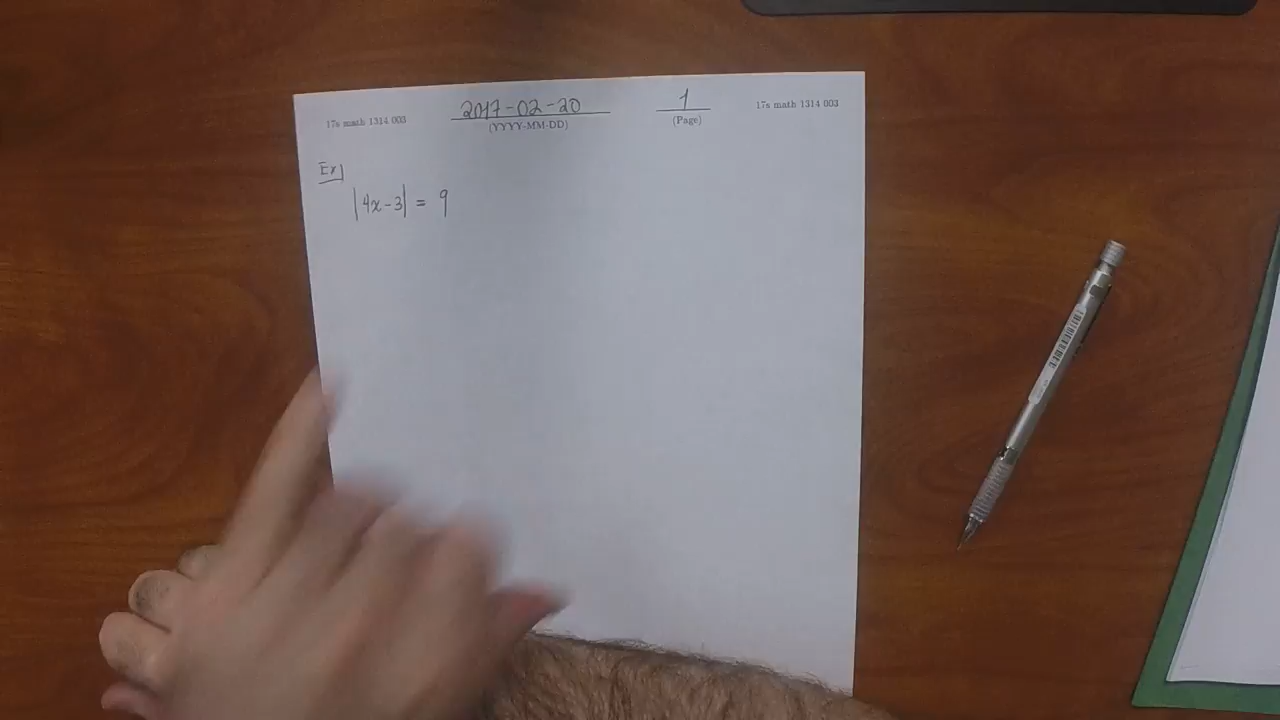 17s math 1314 003 2017-02-20 1 17s math 1314 003
(YYYY-MM-DD) (Page)
Ex1
|4x-3| = 9